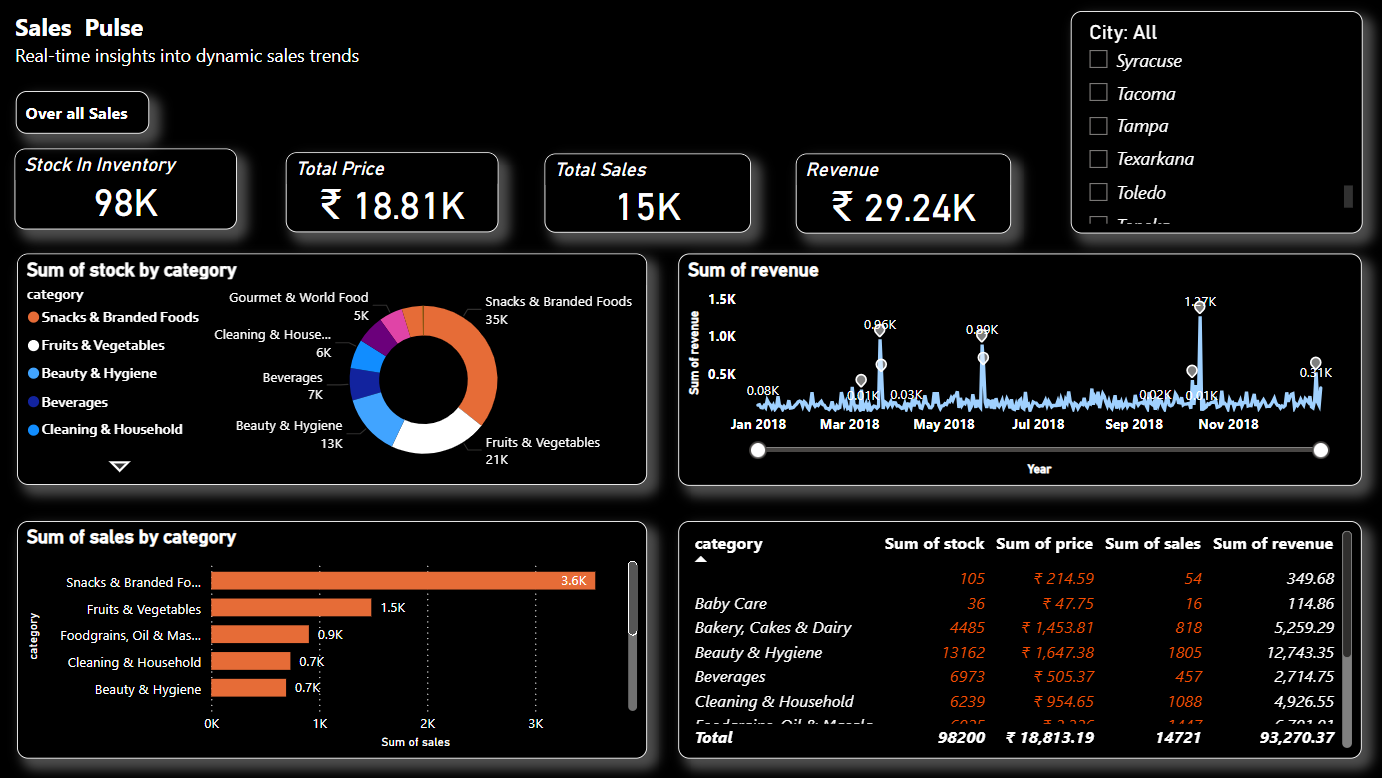 Sales  Pulse
Real-time insights into dynamic sales trends
Over all Sales
City: All
Syracuse
Tacoma
Tampa
Texarkana
Toledo
Stock In Inventory
98K
Total Price
₹ 18.81K
Total Sales
15K
Revenue
₹ 29.24K
Sum of stock by category
category
Snacks & Branded Foods
Fruits & Vegetables
Beauty & Hygiene
Beverages
Cleaning & Household
Gourmet & World Food
5K
Cleaning & House...
6K
Beverages
7K
Beauty & Hygiene
13K
Snacks & Branded Foods
35K
Fruits & Vegetables
21K
Sum of revenue
Sum of revenue
1.5K
1.0K
0.5K
0.08K
0.01K
0.96K
0.03K
0.89K
0.02K
0.01K
1.27K
0.31K
Jan 2018
Mar 2018
May 2018
Jul 2018
Sep 2018
Nov 2018
Year
Sum of sales by category
category
Snacks & Branded Fo...
3.6K
Fruits & Vegetables
1.5K
Foodgrains, Oil & Mas...
0.9K
Cleaning & Household
0.7K
Beauty & Hygiene
0.7K
0K 1K 2K 3K
Sum of sales
category Sum of stock Sum of price Sum of sales Sum of revenue
105 ₹ 214.59 54 349.68
Baby Care 36 ₹ 47.75 16 114.86
Bakery, Cakes & Dairy 4485 ₹ 1,453.81 818 5,259.29
Beauty & Hygiene 13162 ₹ 1,647.38 1805 12,743.35
Beverages 6973 ₹ 505.37 457 2,714.75
Cleaning & Household 6239 ₹ 954.65 1088 4,926.55
Foodgrains, Oil & Masala
Total 98200 ₹ 18,813.19 14721 93,270.37